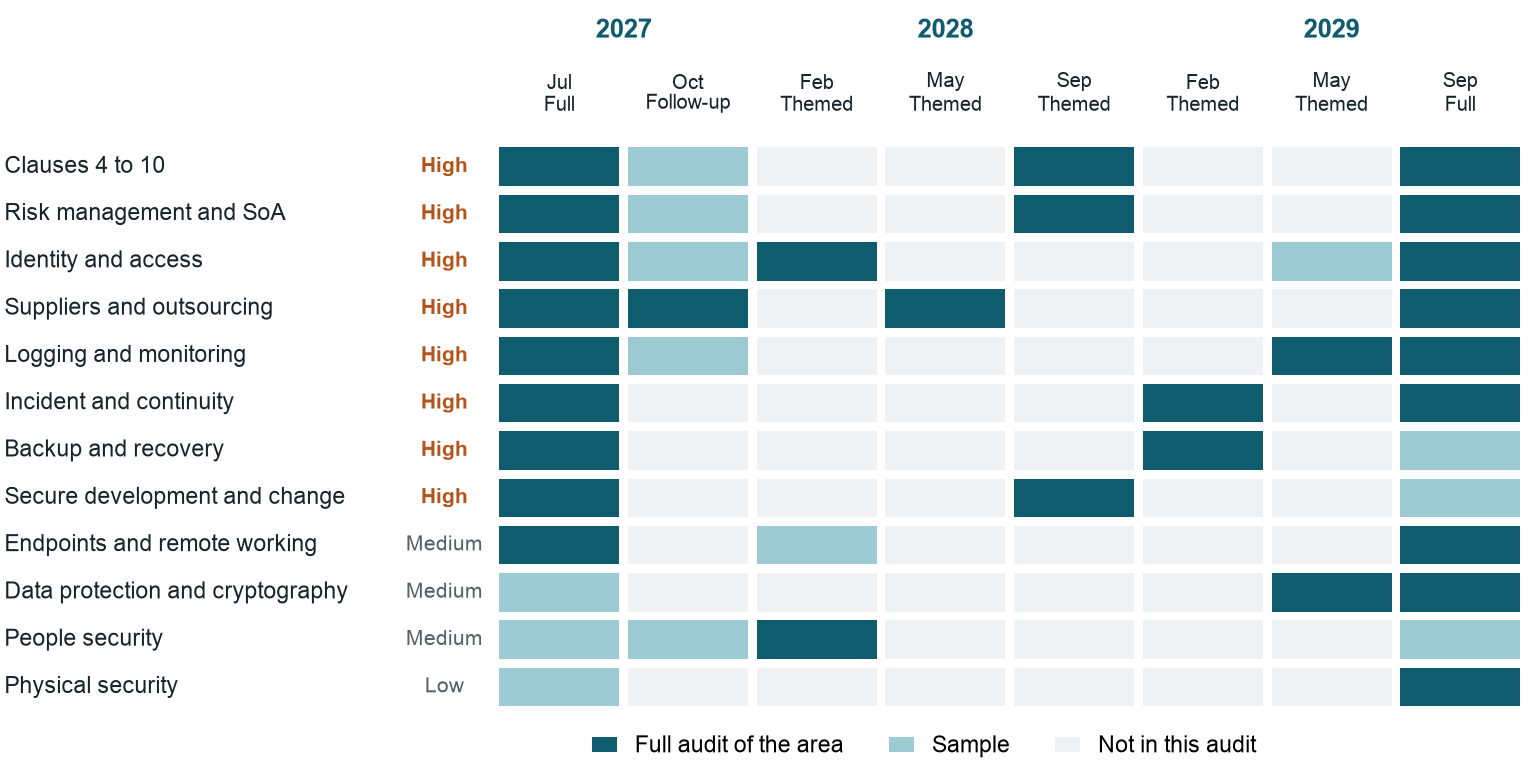 2027 2028 2029
Jul Oct Feb May Sep Feb May Sep
Full Follow-up Themed Themed Themed Themed Themed Full
Clauses 4 to 10 High
Risk management and SoA High
Identity and access High
Suppliers and outsourcing High
Logging and monitoring High
Incident and continuity High
Backup and recovery High
Secure development and change High
Endpoints and remote working Medium
Data protection and cryptography Medium
People security Medium
Physical security Low
Full audit of the area Sample Not in this audit